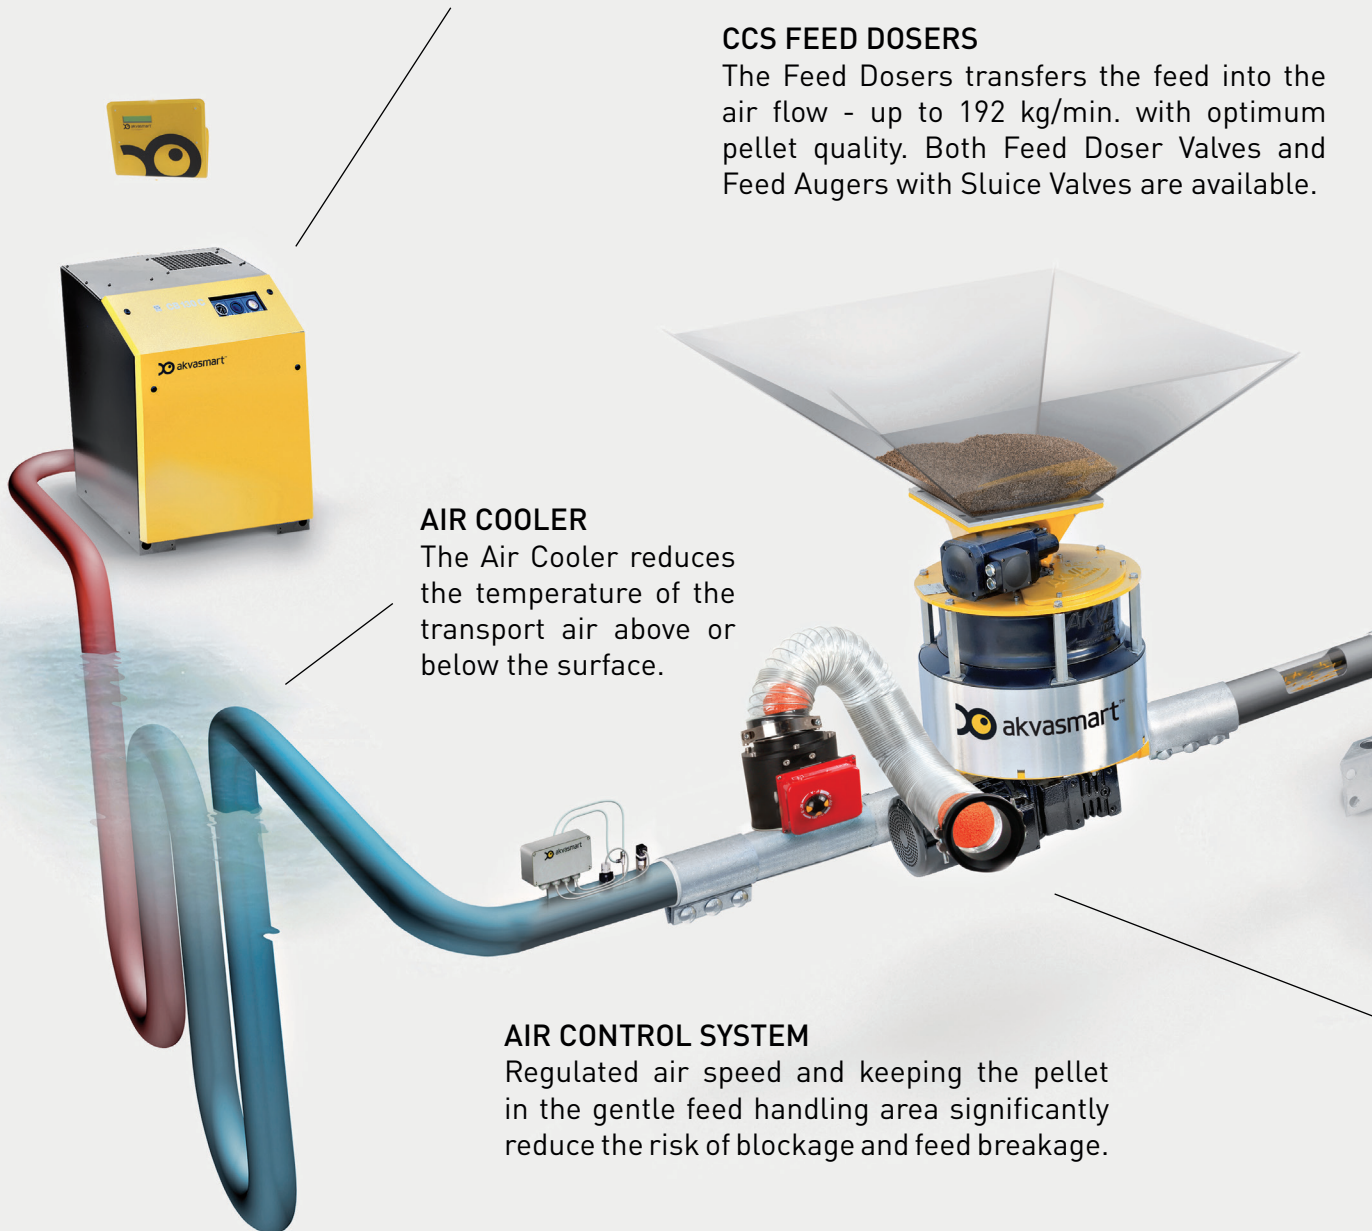 CCS FEED DOSERS
The Feed Dosers transfers the feed into the
air flow - up to 192 kg/min. with optimum
pellet quality. Both Feed Doser Valves and
Feed Augers with Sluice Valves are available.
akvasmart
akvasmart™
AIR COOLER
The Air Cooler reduces
the temperature of the
transport air above or
below the surface.
akvasmart™
akvasmart
AIR CONTROL SYSTEM
Regulated air speed and keeping the pellet
in the gentle feed handling area significantly
reduce the risk of blockage and feed breakage.